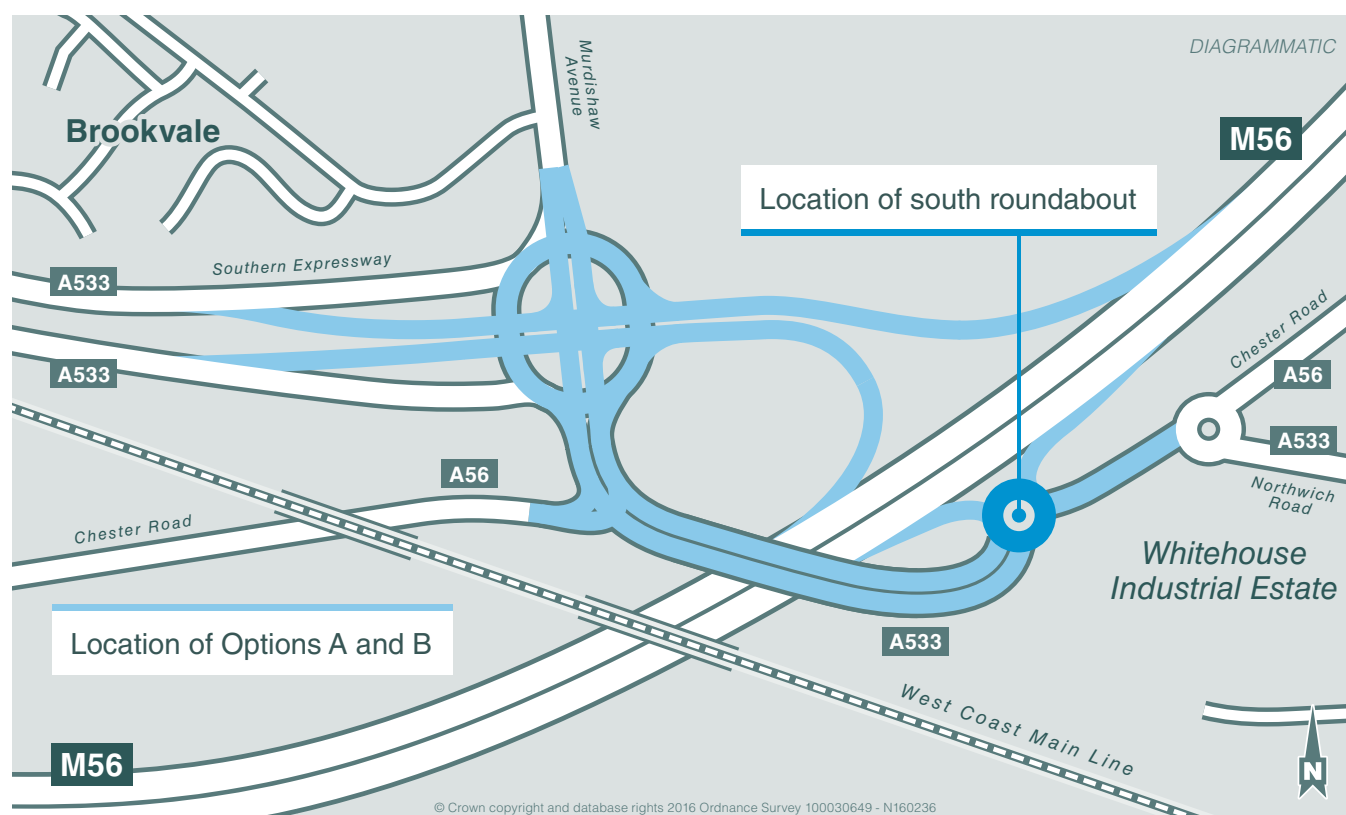 DIAGRAMMATIC
Murdishaw
Avenue
Brookvale
M56
Location of south roundabout
Southern Expressway
A533
Chester Road
A533
A56
A533
A56
Northwich
Road
Chester Road
Whitehouse
Industrial Estate
Location of Options A and B
A533
West Coast Main Line
M56
N
© Crown copyright and database rights 2016 Ordnance Survey 100030649 - N160236